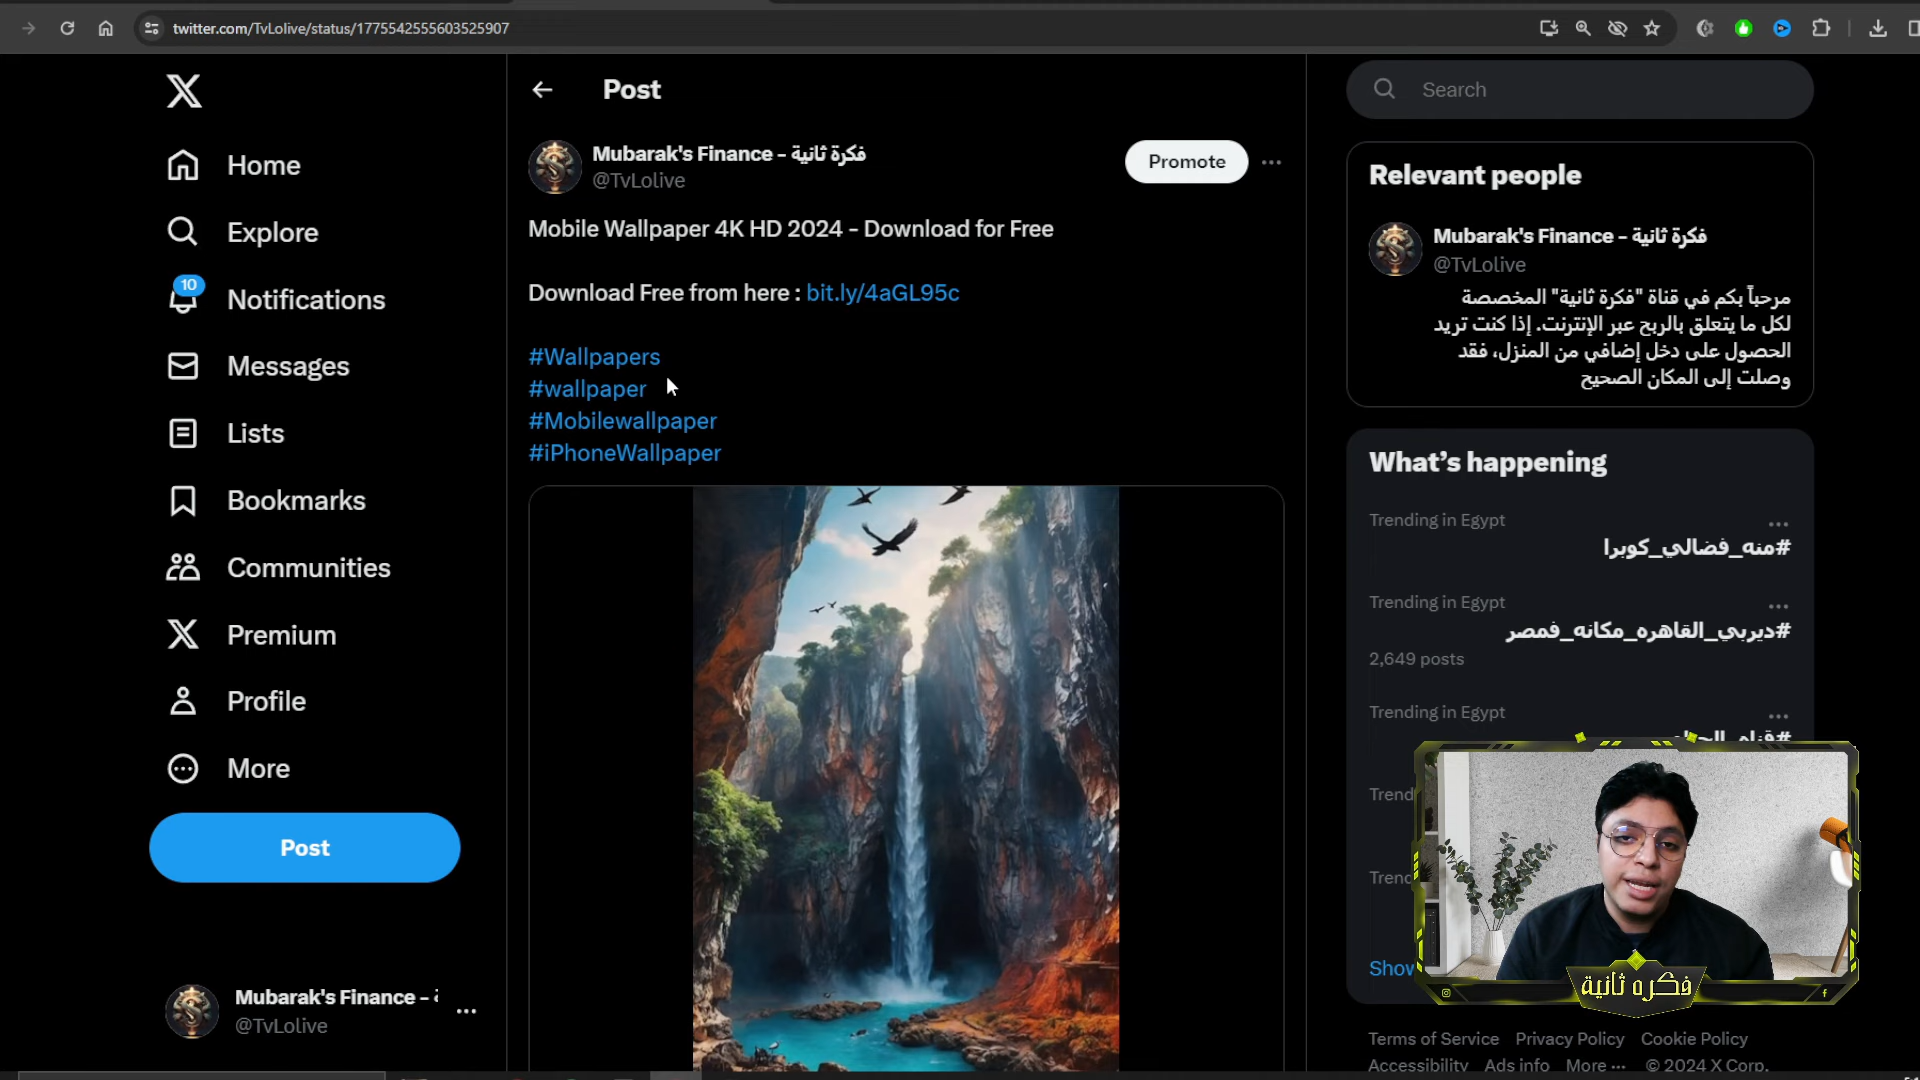 twitter.com/TvLolive/status/1775542555603525907
Home
Explore
10
Notifications
Messages
Lists
Bookmarks
Communities
Premium
Profile
More
Post
Mubarak's Finance -
@TvLolive
Post
Mubarak's Finance - فكرة ثانية
@TvLolive
Promote
Mobile Wallpaper 4K HD 2024 - Download for Free
Download Free from here : bit.ly/4aGL95c
#Wallpapers
#wallpaper
#Mobilewallpaper
#iPhoneWallpaper
Search
Relevant people
Mubarak's Finance - فكرة ثانية
@TvLolive
مرحباً بكم في قناة "فكرة ثانية" المخصصة
لكل ما يتعلق بالربح عبر الإنترنت. إذا كنت تريد
الحصول على دخل إضافي من المنزل، فقد
وصلت إلى المكان الصحيح
What's happening
Trending in Egypt
#منه_فضالي_كوبرا
Trending in Egypt
#ديربي_القاهره_مكانه_فمصر
2,649 posts
Trending in Egypt
Trend
Trend
Show
فكره ثانية
Terms of Service Privacy Policy Cookie Policy
Accessibility Ads info More ... © 2024 X Corp.